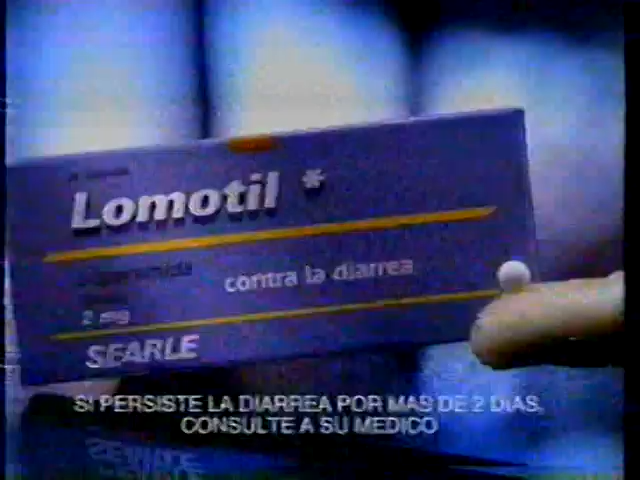 Lomotil *
contra la diarrea
2 mg
SEARLE
SI PERSISTE LA DIARREA POR MAS DE 2 DIAS,
CONSULTE A SU MEDICO